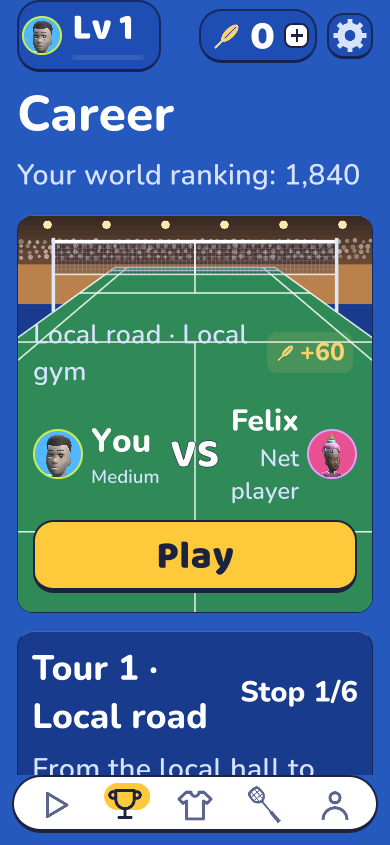 Lv 1
0
Career
Your world ranking: 1,840
Local road · Local
gym
+60
You
Medium
VS
Felix
Net
player
Play
Tour 1 ·
Local road
Stop 1/6
From the local hall to